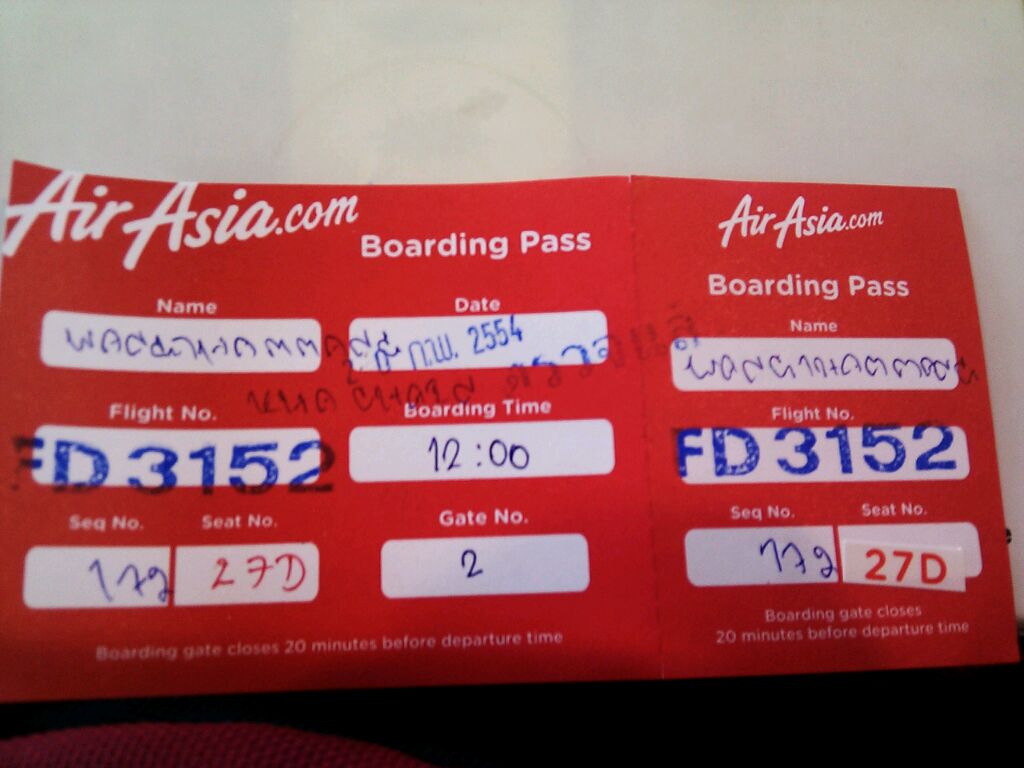 AirAsia.com
Boarding Pass
Name
Date
ก.พ. 2554
Flight No.
Boarding Time
FD 3152
12:00
Seq No.
Seat No.
Gate No.
172
27D
2
Boarding gate closes 20 minutes before departure time
AirAsia.com
Boarding Pass
Name
Flight No.
FD 3152
Seq No.
Seat No.
172
27D
Boarding gate closes
20 minutes before departure time